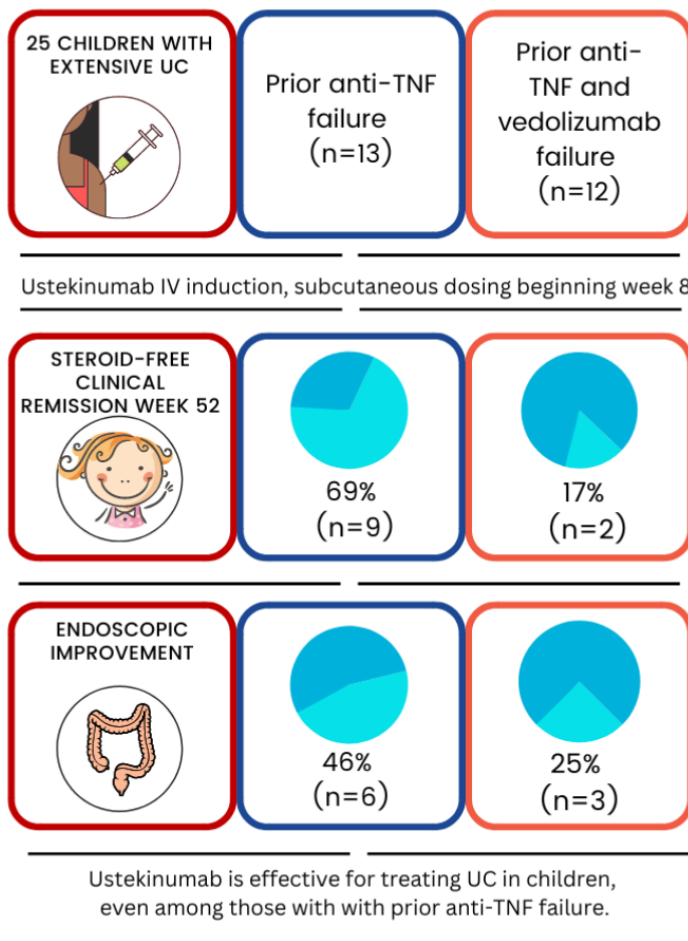 25 CHILDREN WITH
EXTENSIVE UC
Prior anti-TNF
failure
(n=13)
Prior anti-
TNF and
vedolizumab
failure
(n=12)
Ustekinumab IV induction, subcutaneous dosing beginning week 8
STEROID-FREE
CLINICAL
REMISSION WEEK 52
69%
(n=9)
17%
(n=2)
ENDOSCOPIC
IMPROVEMENT
46%
(n=6)
25%
(n=3)
Ustekinumab is effective for treating UC in children,
even among those with with prior anti-TNF failure.